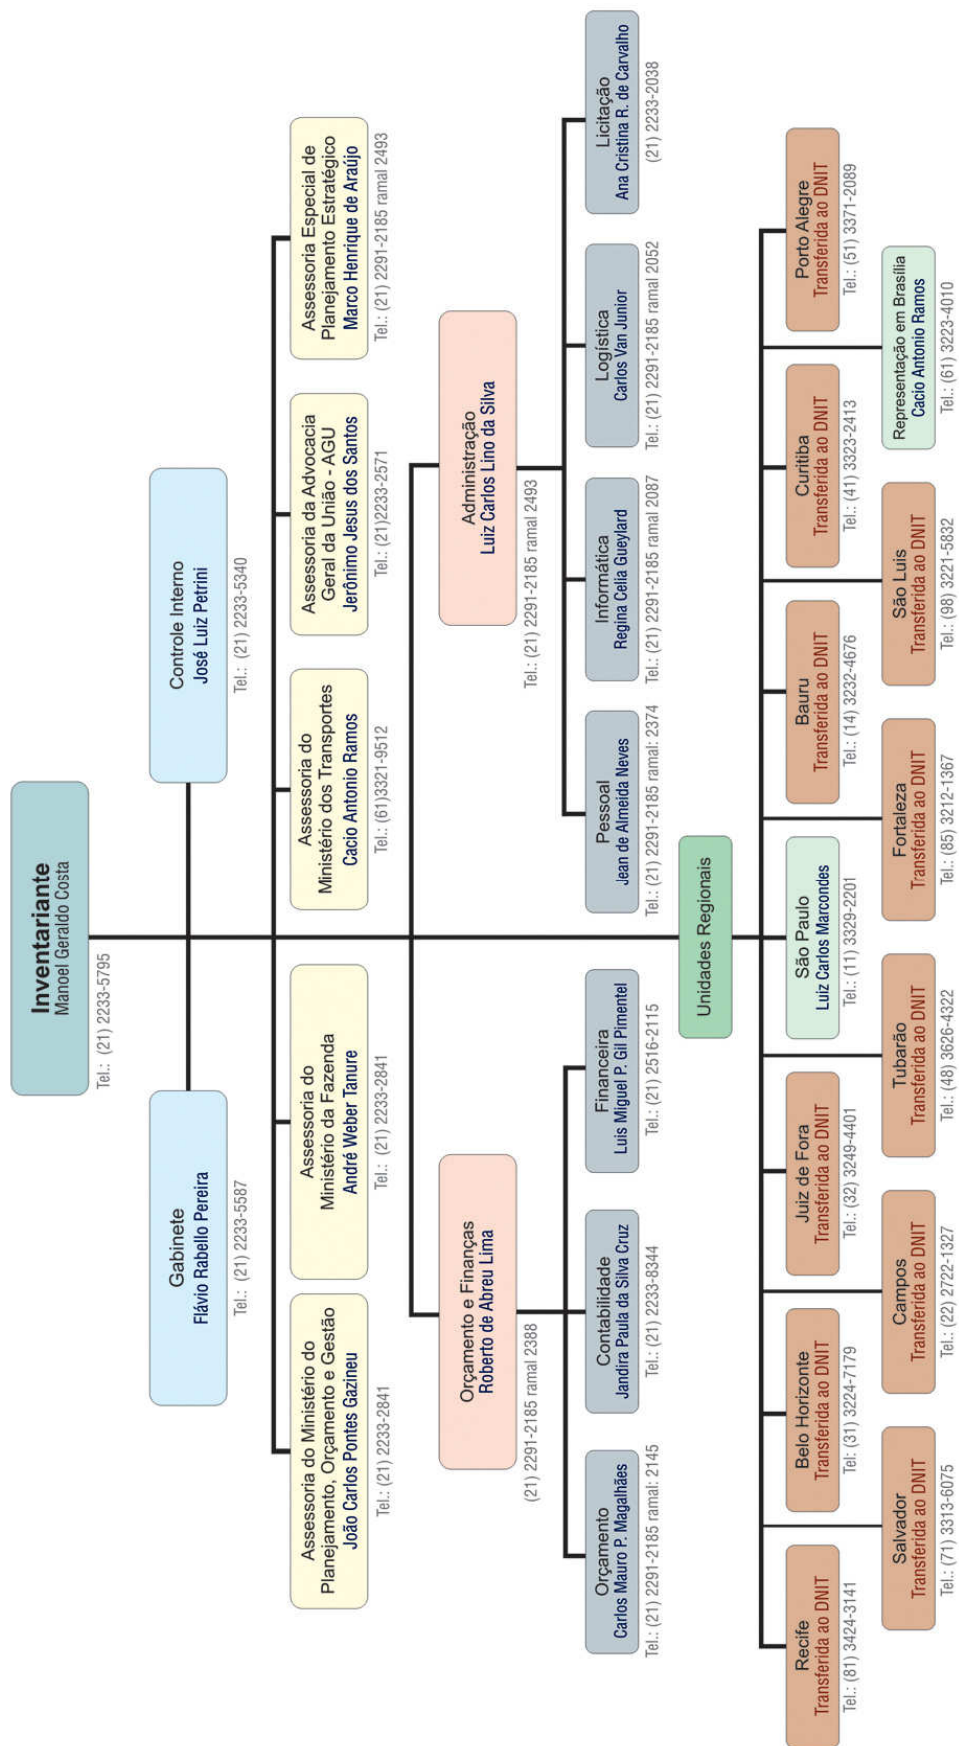 Inventariante
Manoel Geraldo Costa
Tel.: (21) 2233-5795
Gabinete
Flávio Rabello Pereira
Tel.: (21) 2233-5587
Controle Interno
José Luiz Petrini
Tel.: (21) 2233-5340
Assessoria do Ministério do
Planejamento, Orçamento e Gestão
João Carlos Pontes Gazineu
Tel.: (21) 2233-2841
Assessoria do
Ministério da Fazenda
André Weber Tanure
Tel.: (21) 2233-2841
Assessoria do
Ministério dos Transportes
Cacio Antonio Ramos
Tel.: (61)3321-9512
Assessoria da Advocacia
Geral da União - AGU
Jerônimo Jesus dos Santos
Tel.: (21)2233-2571
Assessoria Especial de
Planejamento Estratégico
Marco Henrique de Araújo
Tel.: (21) 2291-2185 ramal 2493
Orçamento e Finanças
Roberto de Abreu Lima
(21) 2291-2185 ramal 2388
Administração
Luiz Carlos Lino da Silva
Tel.: (21) 2291-2185 ramal 2493
Orçamento
Carlos Mauro P. Magalhães
Tel.: (21) 2291-2185 ramal: 2145
Contabilidade
Jandira Paula da Silva Cruz
Tel.: (21) 2233-8344
Financeira
Luis Miguel P. Gil Pimentel
Tel.: (21) 2516-2115
Pessoal
Jean de Almeida Neves
Tel.: (21) 2291-2185 ramal: 2374
Informática
Regina Celia Gueylard
Tel.: (21) 2291-2185 ramal 2087
Logística
Carlos Van Junior
Tel.: (21) 2291-2185 ramal 2052
Licitação
Ana Cristina R. de Carvalho
(21) 2233-2038
Unidades Regionais
Recife
Transferida ao DNIT
Tel.: (81) 3424-3141
Belo Horizonte
Transferida ao DNIT
Tel: (31) 3224-7179
Juiz de Fora
Transferida ao DNIT
Tel.: (32) 3249-4401
São Paulo
Luiz Carlos Marcondes
Tel.: (11) 3329-2201
Bauru
Transferida ao DNIT
Tel.: (14) 3232-4676
Curitiba
Transferida ao DNIT
Tel.: (41) 3323-2413
Porto Alegre
Transferida ao DNIT
Tel.: (51) 3371-2089
Salvador
Transferida ao DNIT
Tel.: (71) 3313-6075
Campos
Transferida ao DNIT
Tel.: (22) 2722-1327
Tubarão
Transferida ao DNIT
Tel.: (48) 3626-4322
Fortaleza
Transferida ao DNIT
Tel.: (85) 3212-1367
São Luis
Transferida ao DNIT
Tel.: (98) 3221-5832
Representação em Brasília
Cacio Antonio Ramos
Tel.: (61) 3223-4010